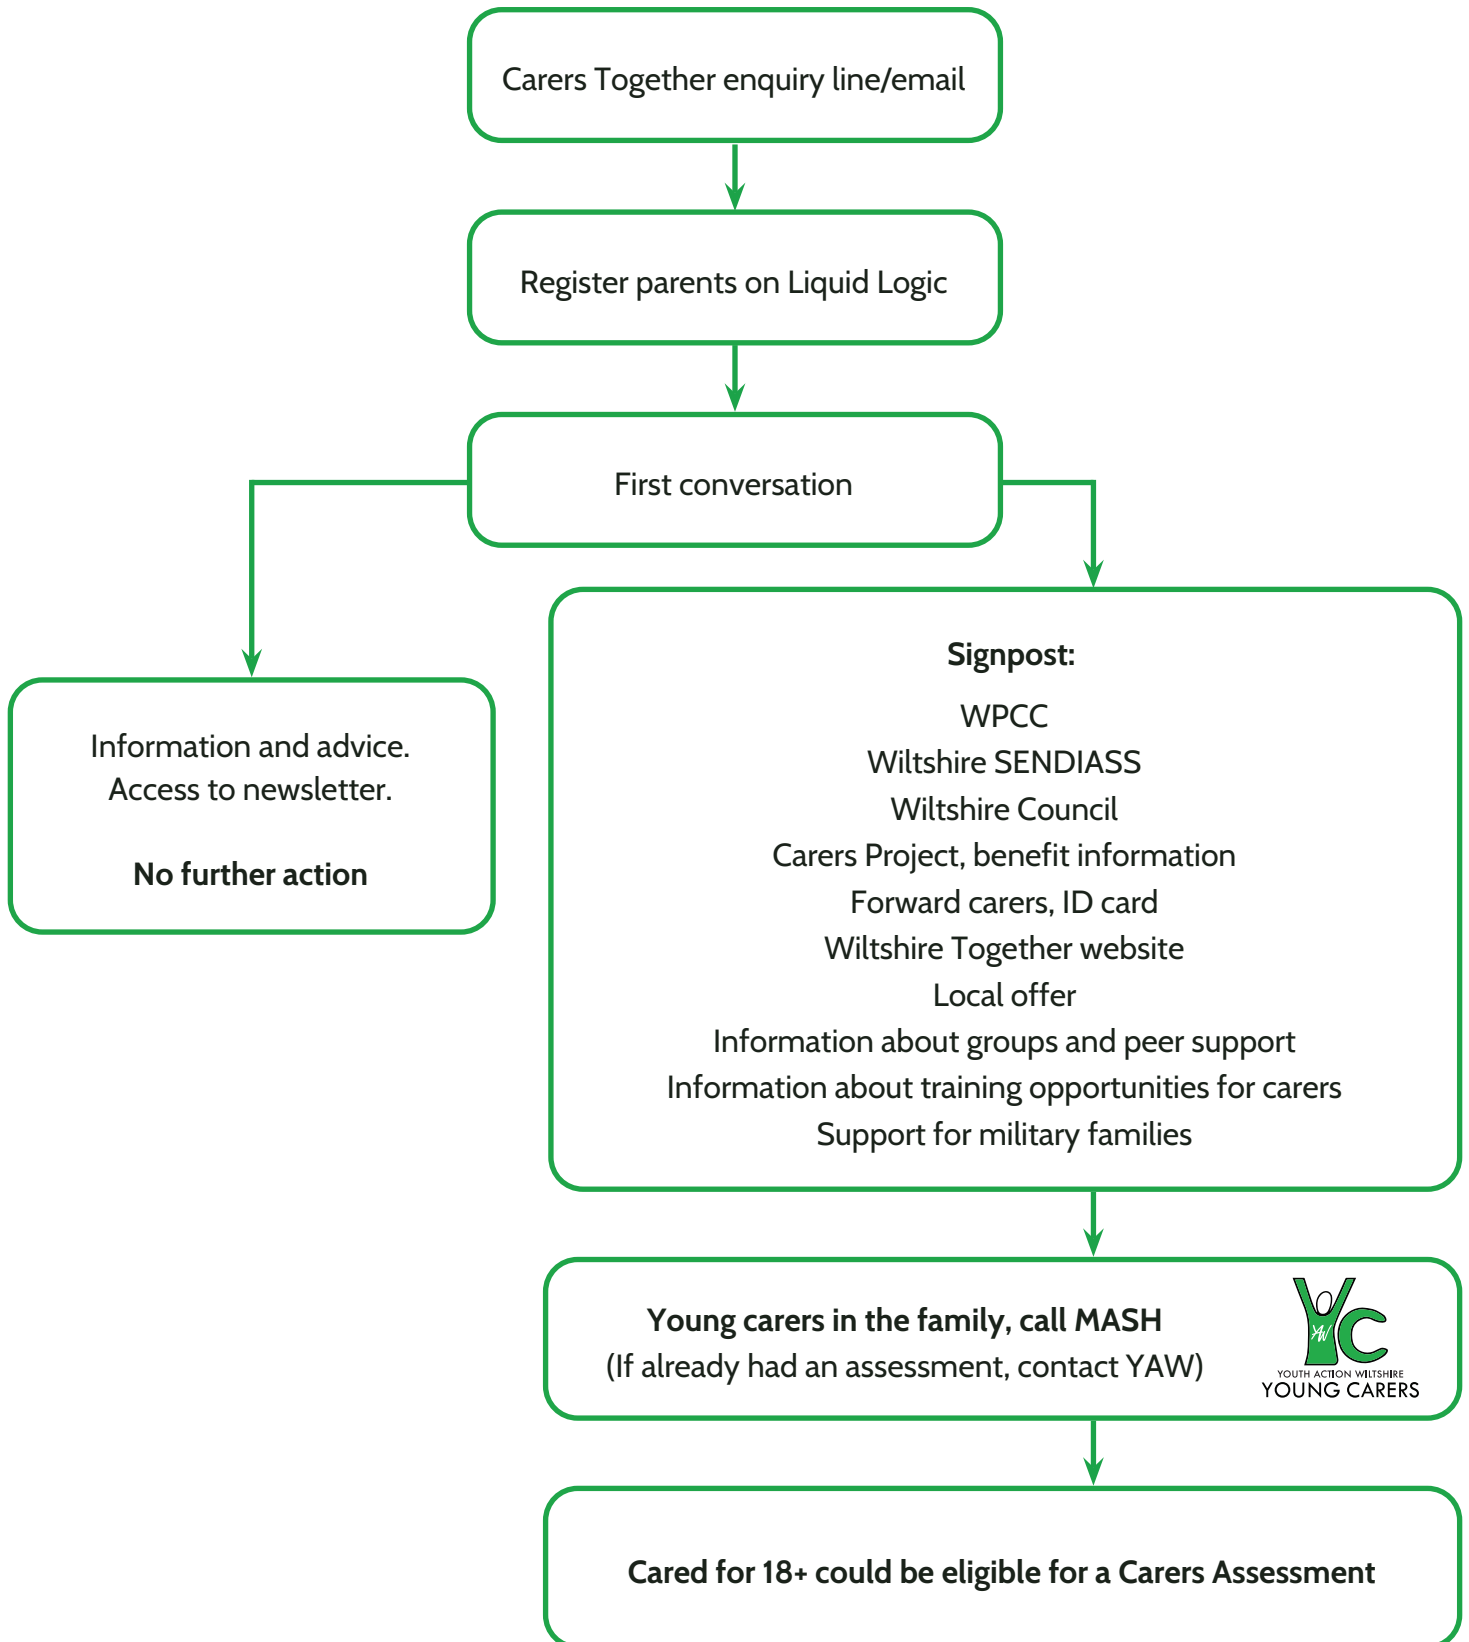 Carers Together enquiry line/email
Register parents on Liquid Logic
First conversation
Information and advice.
Access to newsletter.
No further action
Signpost:
WPCC
Wiltshire SENDIASS
Wiltshire Council
Carers Project, benefit information
Forward carers, ID card
Wiltshire Together website
Local offer
Information about groups and peer support
Information about training opportunities for carers
Support for military families
Young carers in the family, call MASH
(If already had an assessment, contact YAW)
YC
YAW
YOUTH ACTION WILTSHIRE
YOUNG CARERS
Cared for 18+ could be eligible for a Carers Assessment